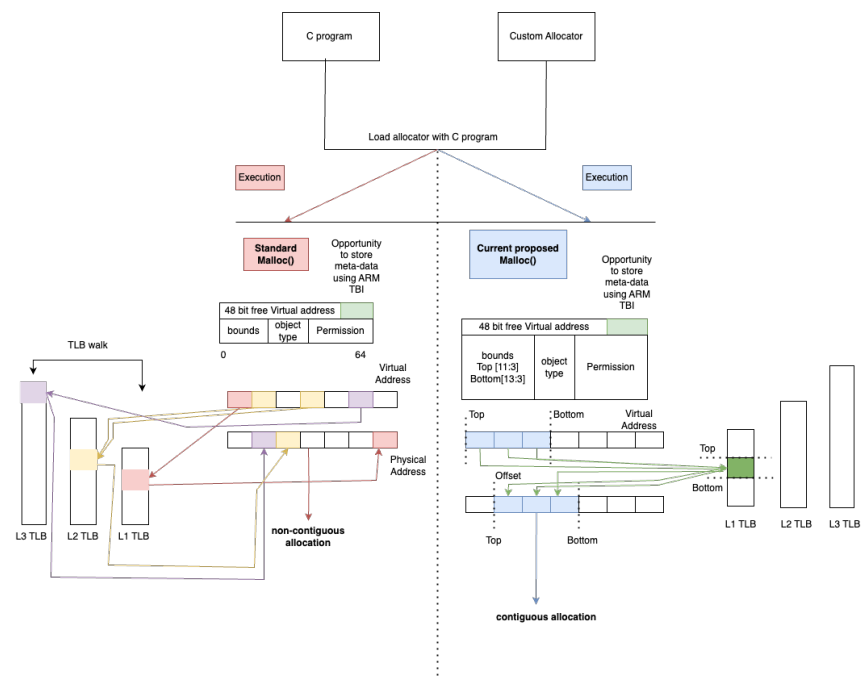 C program
Custom Allocator
Load allocator with C program
Execution
Execution
Standard
Malloc()
Opportunity
to store
meta-data
using ARM
TBI
48 bit free Virtual address
bounds
object
type
Permission
0
64
TLB walk
Virtual
Address
Physical
Address
L3 TLB
L2 TLB
L1 TLB
non-contiguous
allocation
Current proposed
Malloc()
Opportunity
to store
meta-data
using ARM
TBI
48 bit free Virtual address
bounds
Top [11:3]
Bottom[13:3]
object
type
Permission
Top
Bottom
Virtual
Address
Offset
Top
Bottom
Top
Bottom
L1 TLB
L2 TLB
L3 TLB
contiguous allocation